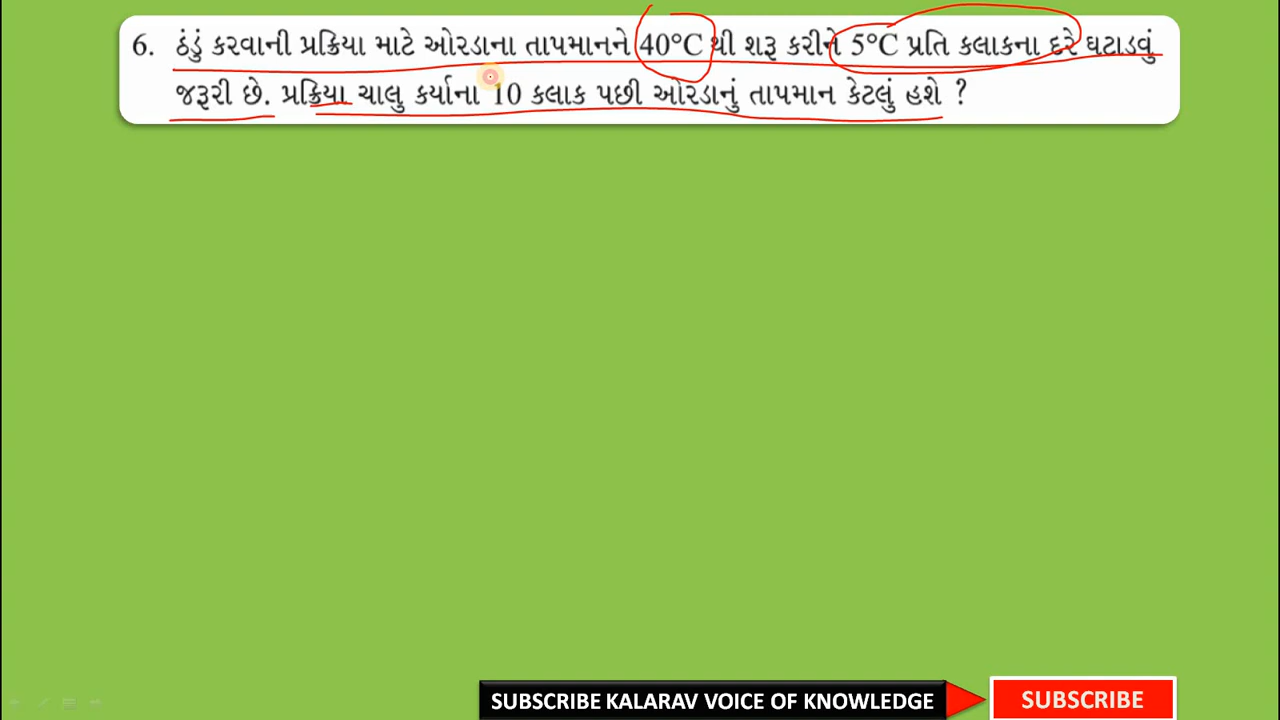 6. ઠંડું કરવાની પ્રક્રિયા માટે ઓરડાના તાપમાનને 40°C થી શરૂ કરીને 5°C પ્રતિ કલાકના દરે ઘટાડવું
જરૂરી છે. પ્રક્રિયા ચાલુ કર્યાના 10 કલાક પછી ઓરડાનું તાપમાન કેટલું હશે ?
SUBSCRIBE KALARAV VOICE OF KNOWLEDGE
SUBSCRIBE